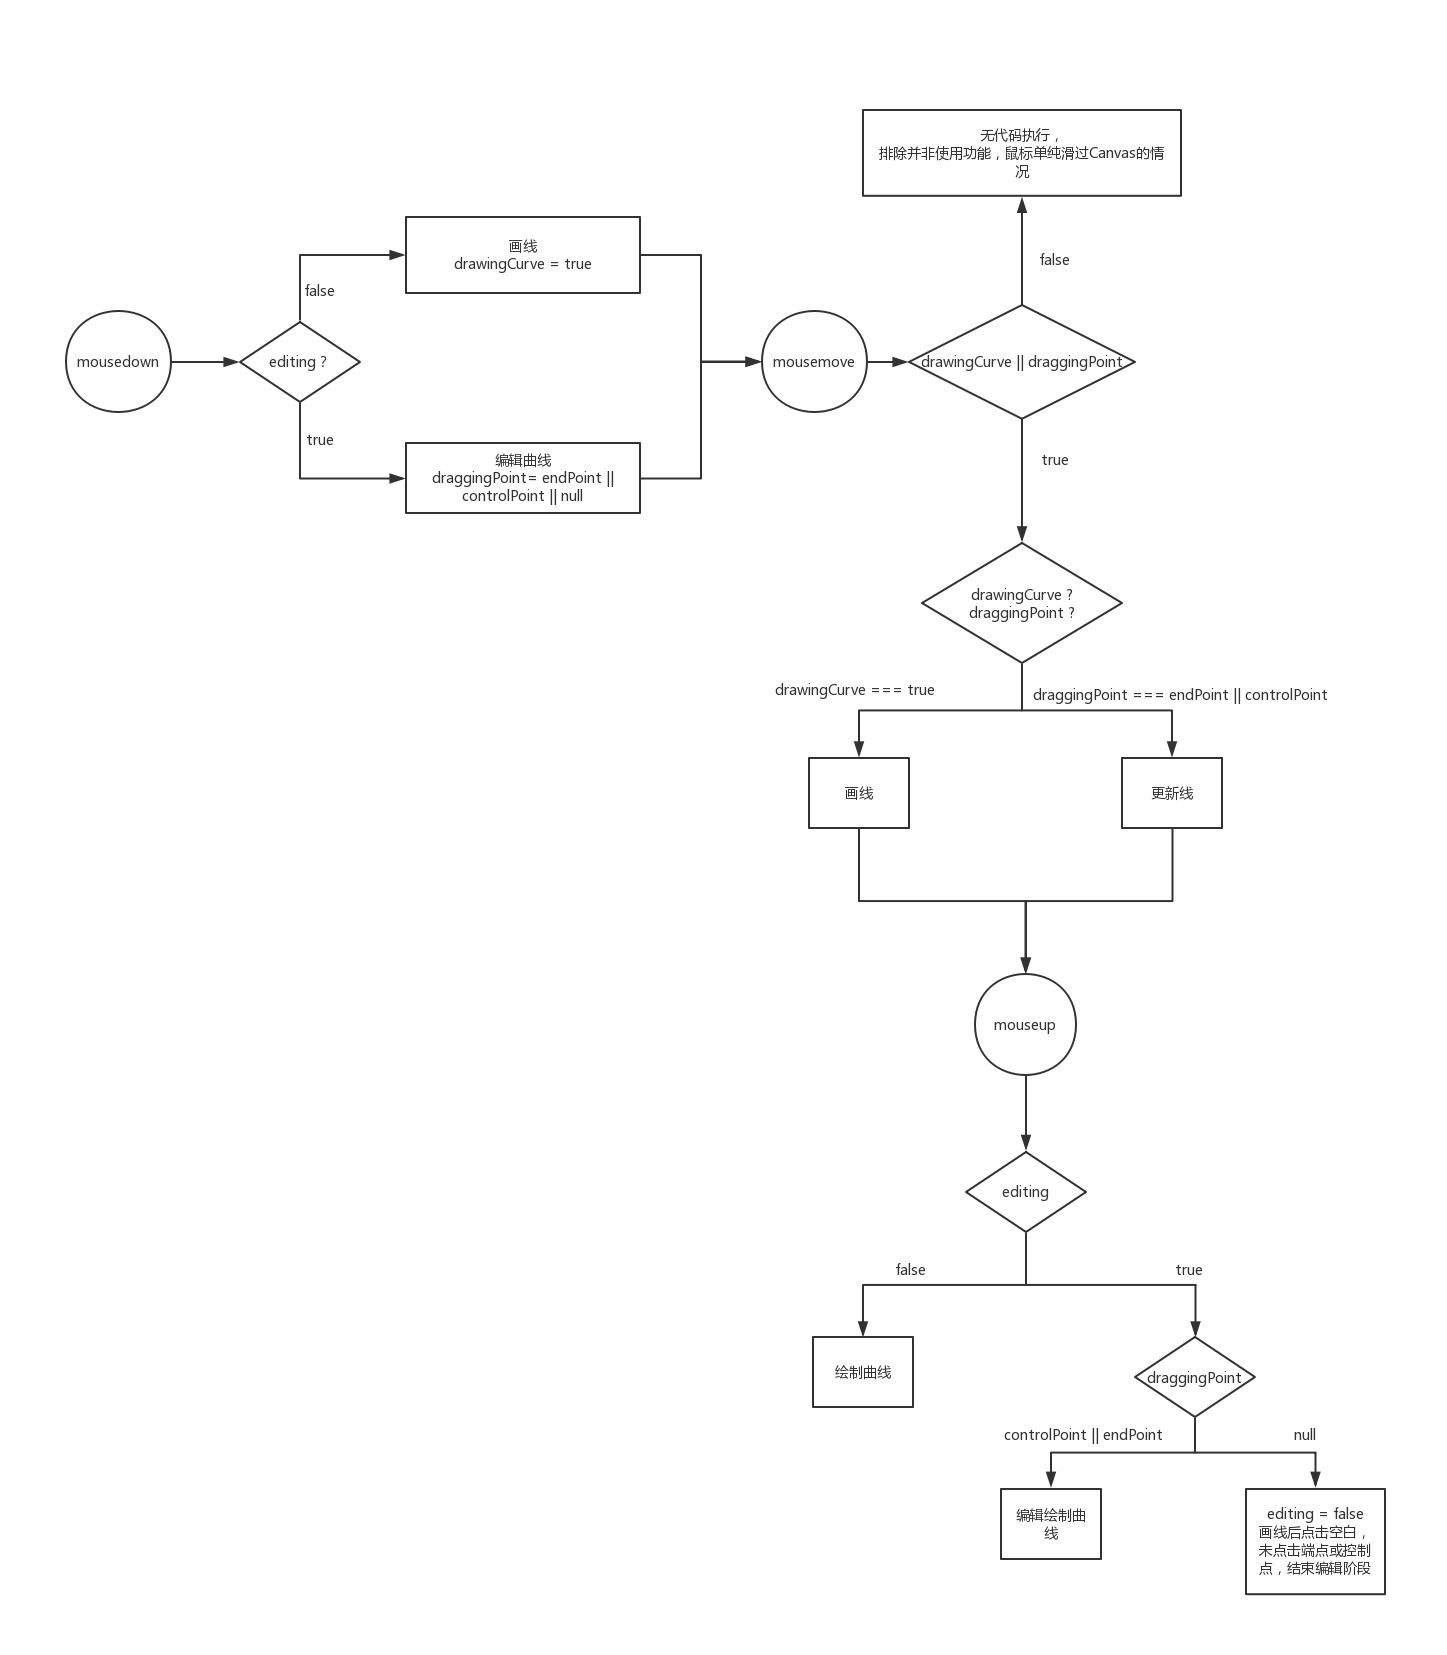 mousedown
editing ?
false
true
画线
drawingCurve = true
编辑曲线
draggingPoint= endPoint ||
controlPoint || null
mousemove
drawingCurve || draggingPoint
false
无代码执行，
排除并非使用功能，鼠标单纯滑过Canvas的情
况
true
drawingCurve ?
draggingPoint ?
drawingCurve === true
draggingPoint === endPoint || controlPoint
画线
更新线
mouseup
editing
false
true
绘制曲线
draggingPoint
controlPoint || endPoint
null
编辑绘制曲
线
editing = false
画线后点击空白，
未点击端点或控制
点，结束编辑阶段